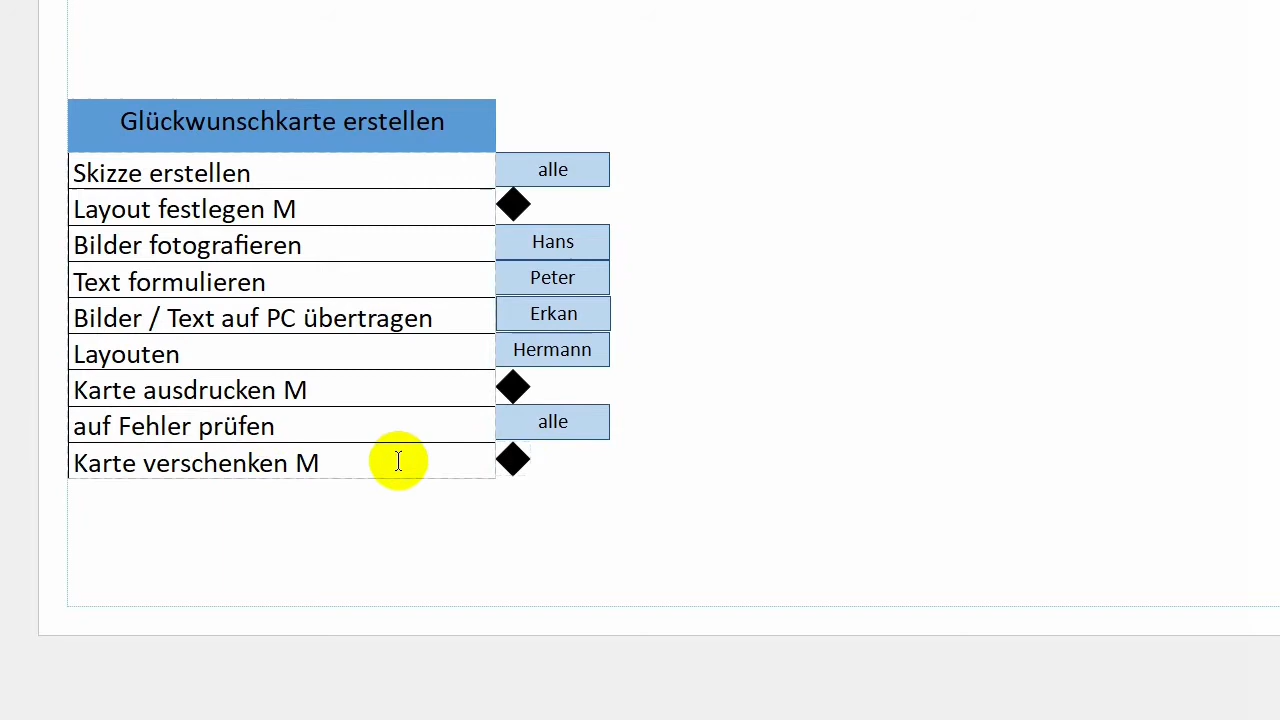 Glückwunschkarte erstellen
Skizze erstellen alle
Layout festlegen M
Bilder fotografieren Hans
Text formulieren Peter
Bilder / Text auf PC übertragen Erkan
Layouten Hermann
Karte ausdrucken M
auf Fehler prüfen alle
Karte verschenken M